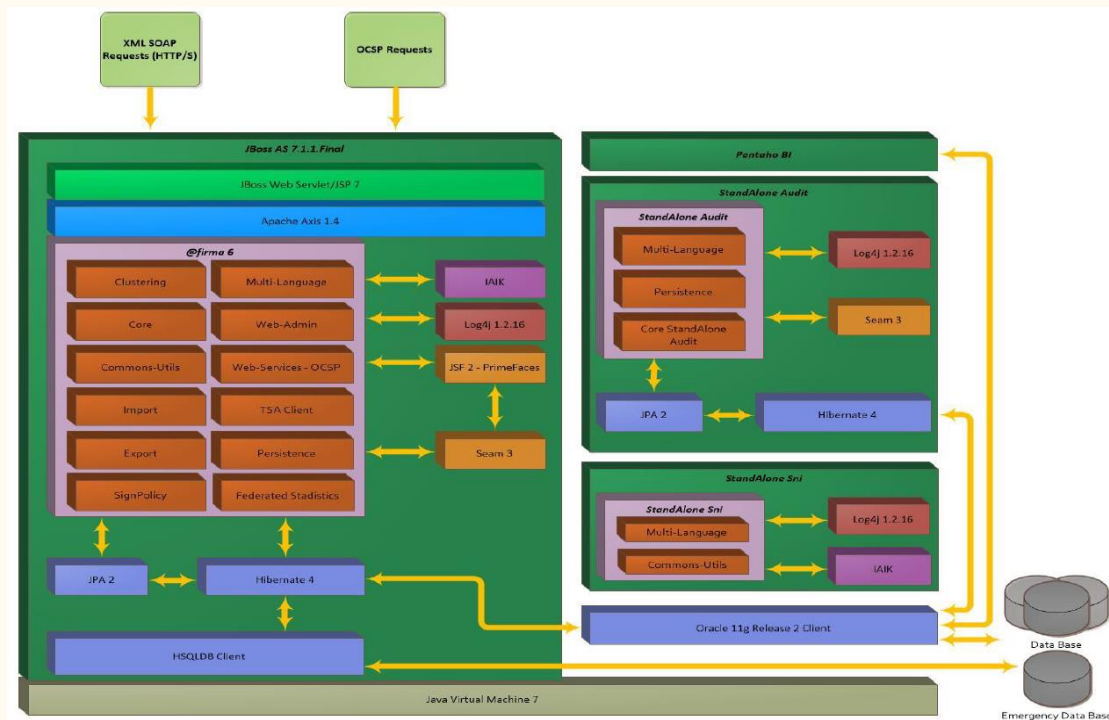 XML SOAP
Requests (HTTP/S)
OCSP Requests
JBoss AS 7.1.1.Final
JBoss Web Servlet/JSP 7
Apache Axis 1.4
@firma 6
Clustering
Multi-Language
Core
Web-Admin
Commons-Utils
Web-Services - OCSP
Import
TSA Client
Export
Persistence
SignPolicy
Federated Stadistics
IAIK
Log4j 1.2.16
JSF 2 - PrimeFaces
Seam 3
JPA 2
Hibernate 4
HSQLDB Client
Java Virtual Machine 7
Pentaho BI
StandAlone Audit
StandAlone Audit
Multi-Language
Persistence
Core StandAlone
Audit
Log4j 1.2.16
Seam 3
JPA 2
Hibernate 4
StandAlone Sni
StandAlone Sni
Multi-Language
Commons-Utils
Log4j 1.2.16
IAIK
Oracle 11g Release 2 Client
Data Base
Emergency Data Base